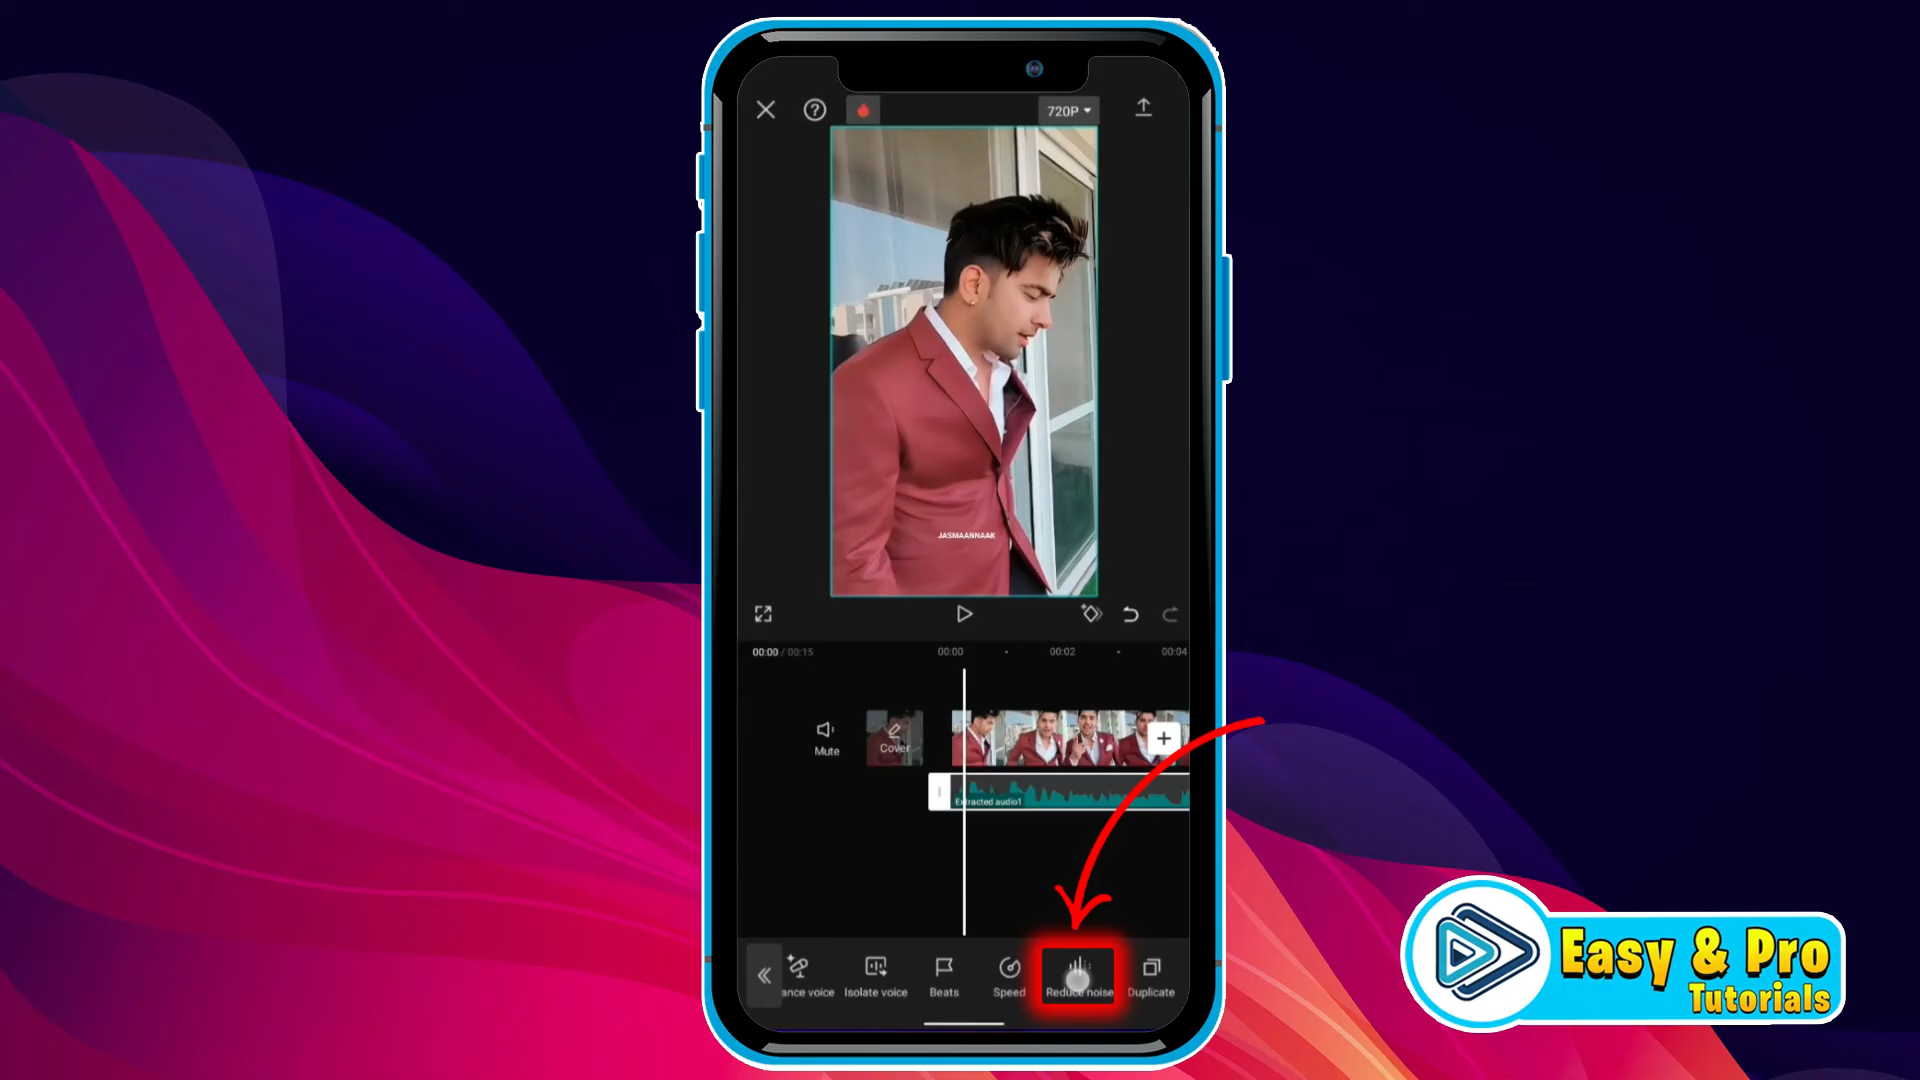 720P
JASMAANNAAK
00:00 / 00:15
00:00
00:02
00:04
Mute
Cover
Extracted audio1
ance voice
Isolate voice
Beats
Speed
Reduce noise
Duplicate
Easy & Pro
Tutorials